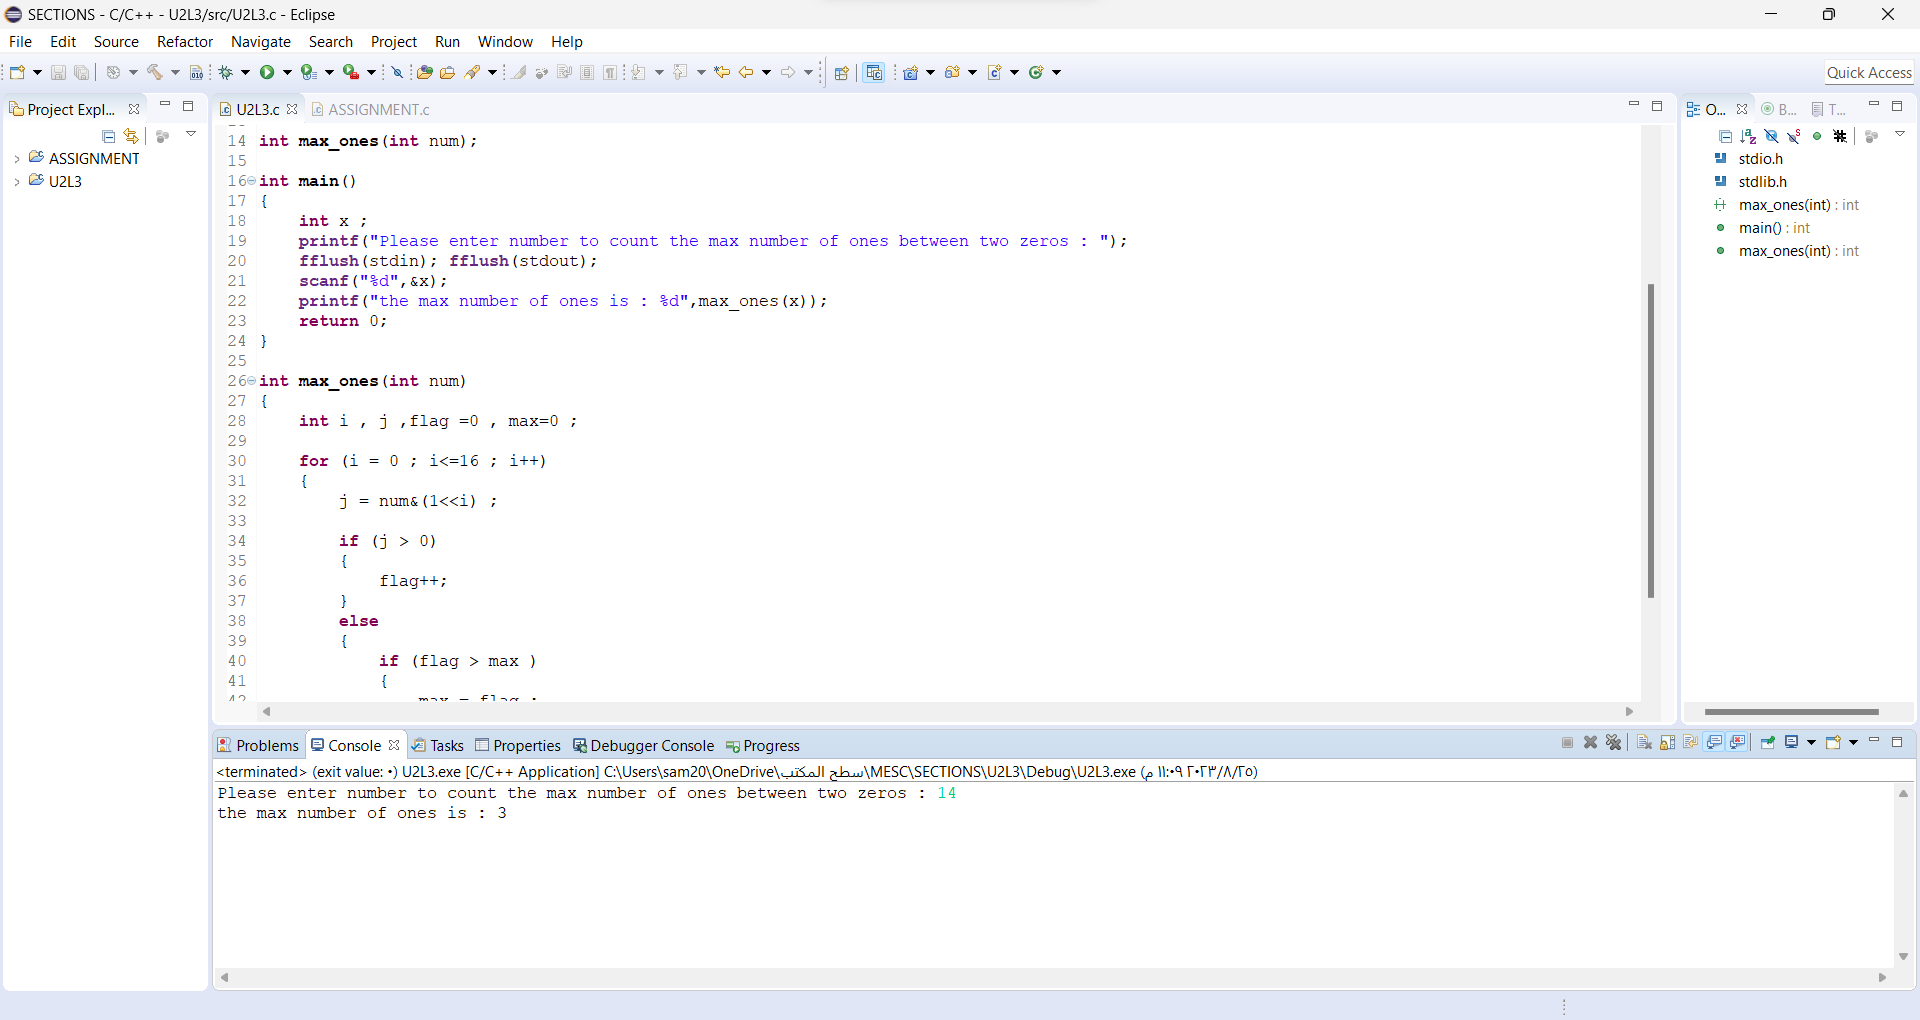 SECTIONS - C/C++ - U2L3/src/U2L3.c - Eclipse
File Edit Source Refactor Navigate Search Project Run Window Help
Quick Access
Project Expl...
ASSIGNMENT
U2L3
U2L3.c
ASSIGNMENT.c
14 int max_ones(int num);
15
16 int main()
17 {
18 int x ;
19 printf("Please enter number to count the max number of ones between two zeros : ");
20 fflush(stdin); fflush(stdout);
21 scanf("%d",&x);
22 printf("the max number of ones is : %d",max_ones(x));
23 return 0;
24 }
25
26 int max_ones(int num)
27 {
28 int i , j ,flag =0 , max=0 ;
29
30 for (i = 0 ; i<=16 ; i++)
31 {
32 j = num&(1<<i) ;
33
34 if (j > 0)
35 {
36 flag++;
37 }
38 else
39 {
40 if (flag > max )
41 {
42 max = flag ;
O...
B...
T...
stdio.h
stdlib.h
max_ones(int) : int
main() : int
max_ones(int) : int
Problems Console Tasks Properties Debugger Console Progress
<terminated> (exit value: ٠) U2L3.exe [C/C++ Application] C:\Users\sam20\OneDrive\سطح المكتب\MESC\SECTIONS\U2L3\Debug\U2L3.exe (٢٥/٨/٢٠٢٣ ١١:٠٩ م)
Please enter number to count the max number of ones between two zeros : 14
the max number of ones is : 3